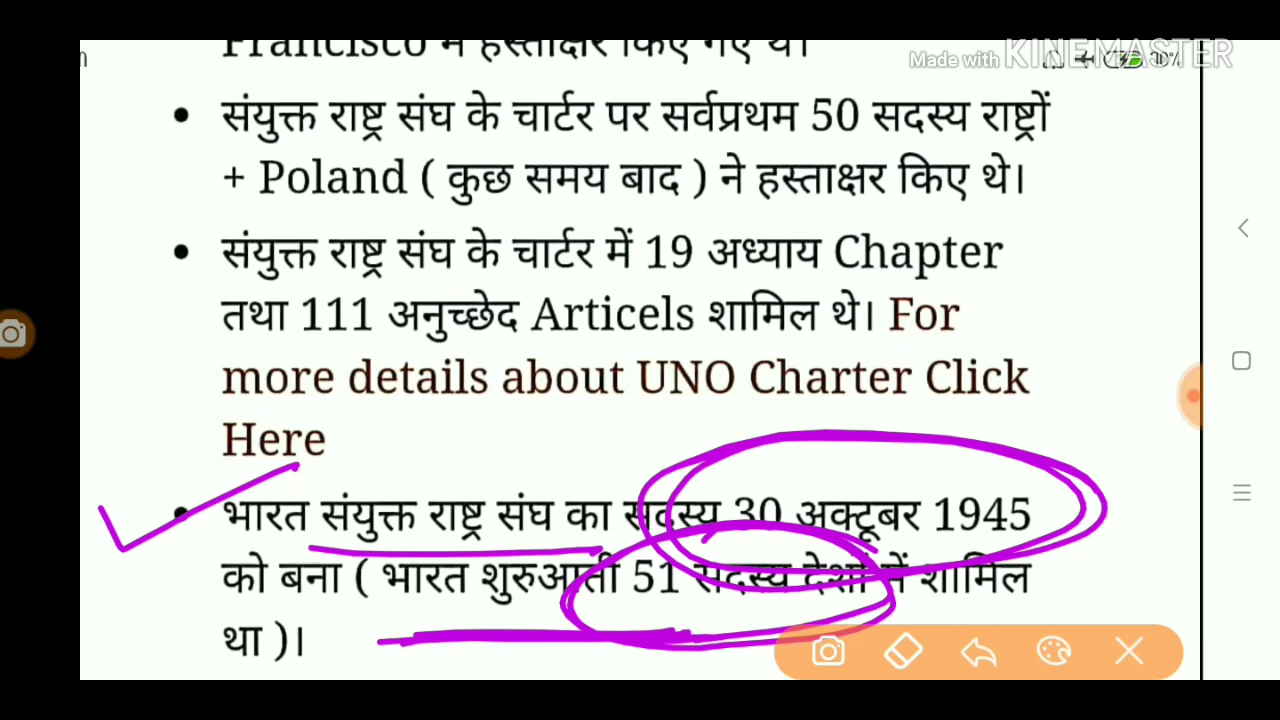 Francisco में हस्ताक्षर किए गए थे।
Made with KINEMASTER
• संयुक्त राष्ट्र संघ के चार्टर पर सर्वप्रथम 50 सदस्य राष्ट्रों
+ Poland ( कुछ समय बाद ) ने हस्ताक्षर किए थे।
• संयुक्त राष्ट्र संघ के चार्टर में 19 अध्याय Chapter
तथा 111 अनुच्छेद Articels शामिल थे। For
more details about UNO Charter Click
Here
• भारत संयुक्त राष्ट्र संघ का सदस्य 30 अक्टूबर 1945
को बना ( भारत शुरुआती 51 सदस्य देशों में शामिल
था )।